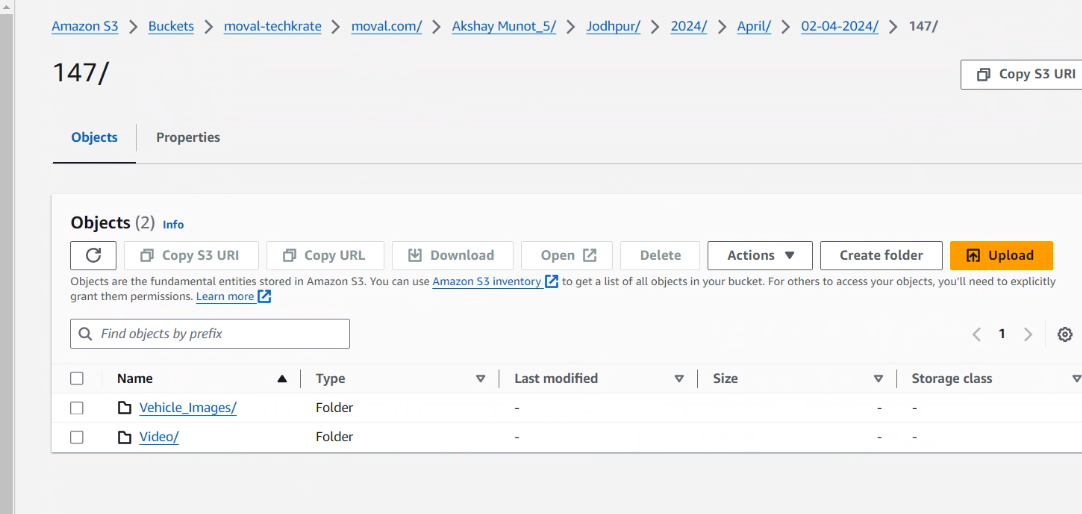 Amazon S3 > Buckets > moval-techkrate > moval.com/ > Akshay Munot_5/ > Jodhpur/ > 2024/ > April/ > 02-04-2024/ > 147/
147/
Copy S3 URI
Objects Properties
Objects (2) Info
Copy S3 URI Copy URL Download Open Delete Actions Create folder Upload
Objects are the fundamental entities stored in Amazon S3. You can use Amazon S3 inventory to get a list of all objects in your bucket. For others to access your objects, you'll need to explicitly
grant them permissions. Learn more
Find objects by prefix
1
Name Type Last modified Size Storage class
Vehicle_Images/ Folder - - -
Video/ Folder - - -